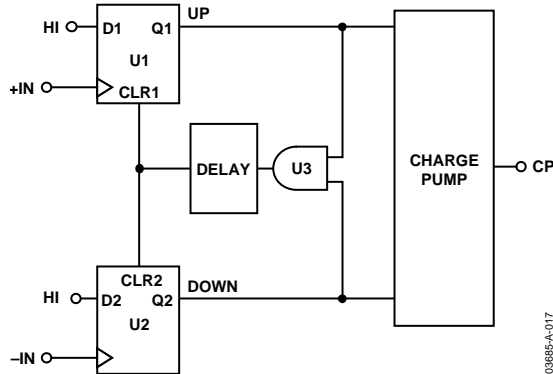 UP
HI D1 Q1
U1
+IN
CLR1
DELAY U3 CHARGE PUMP CP
CLR2
DOWN
HI D2 Q2
U2
–IN
03685-A-017